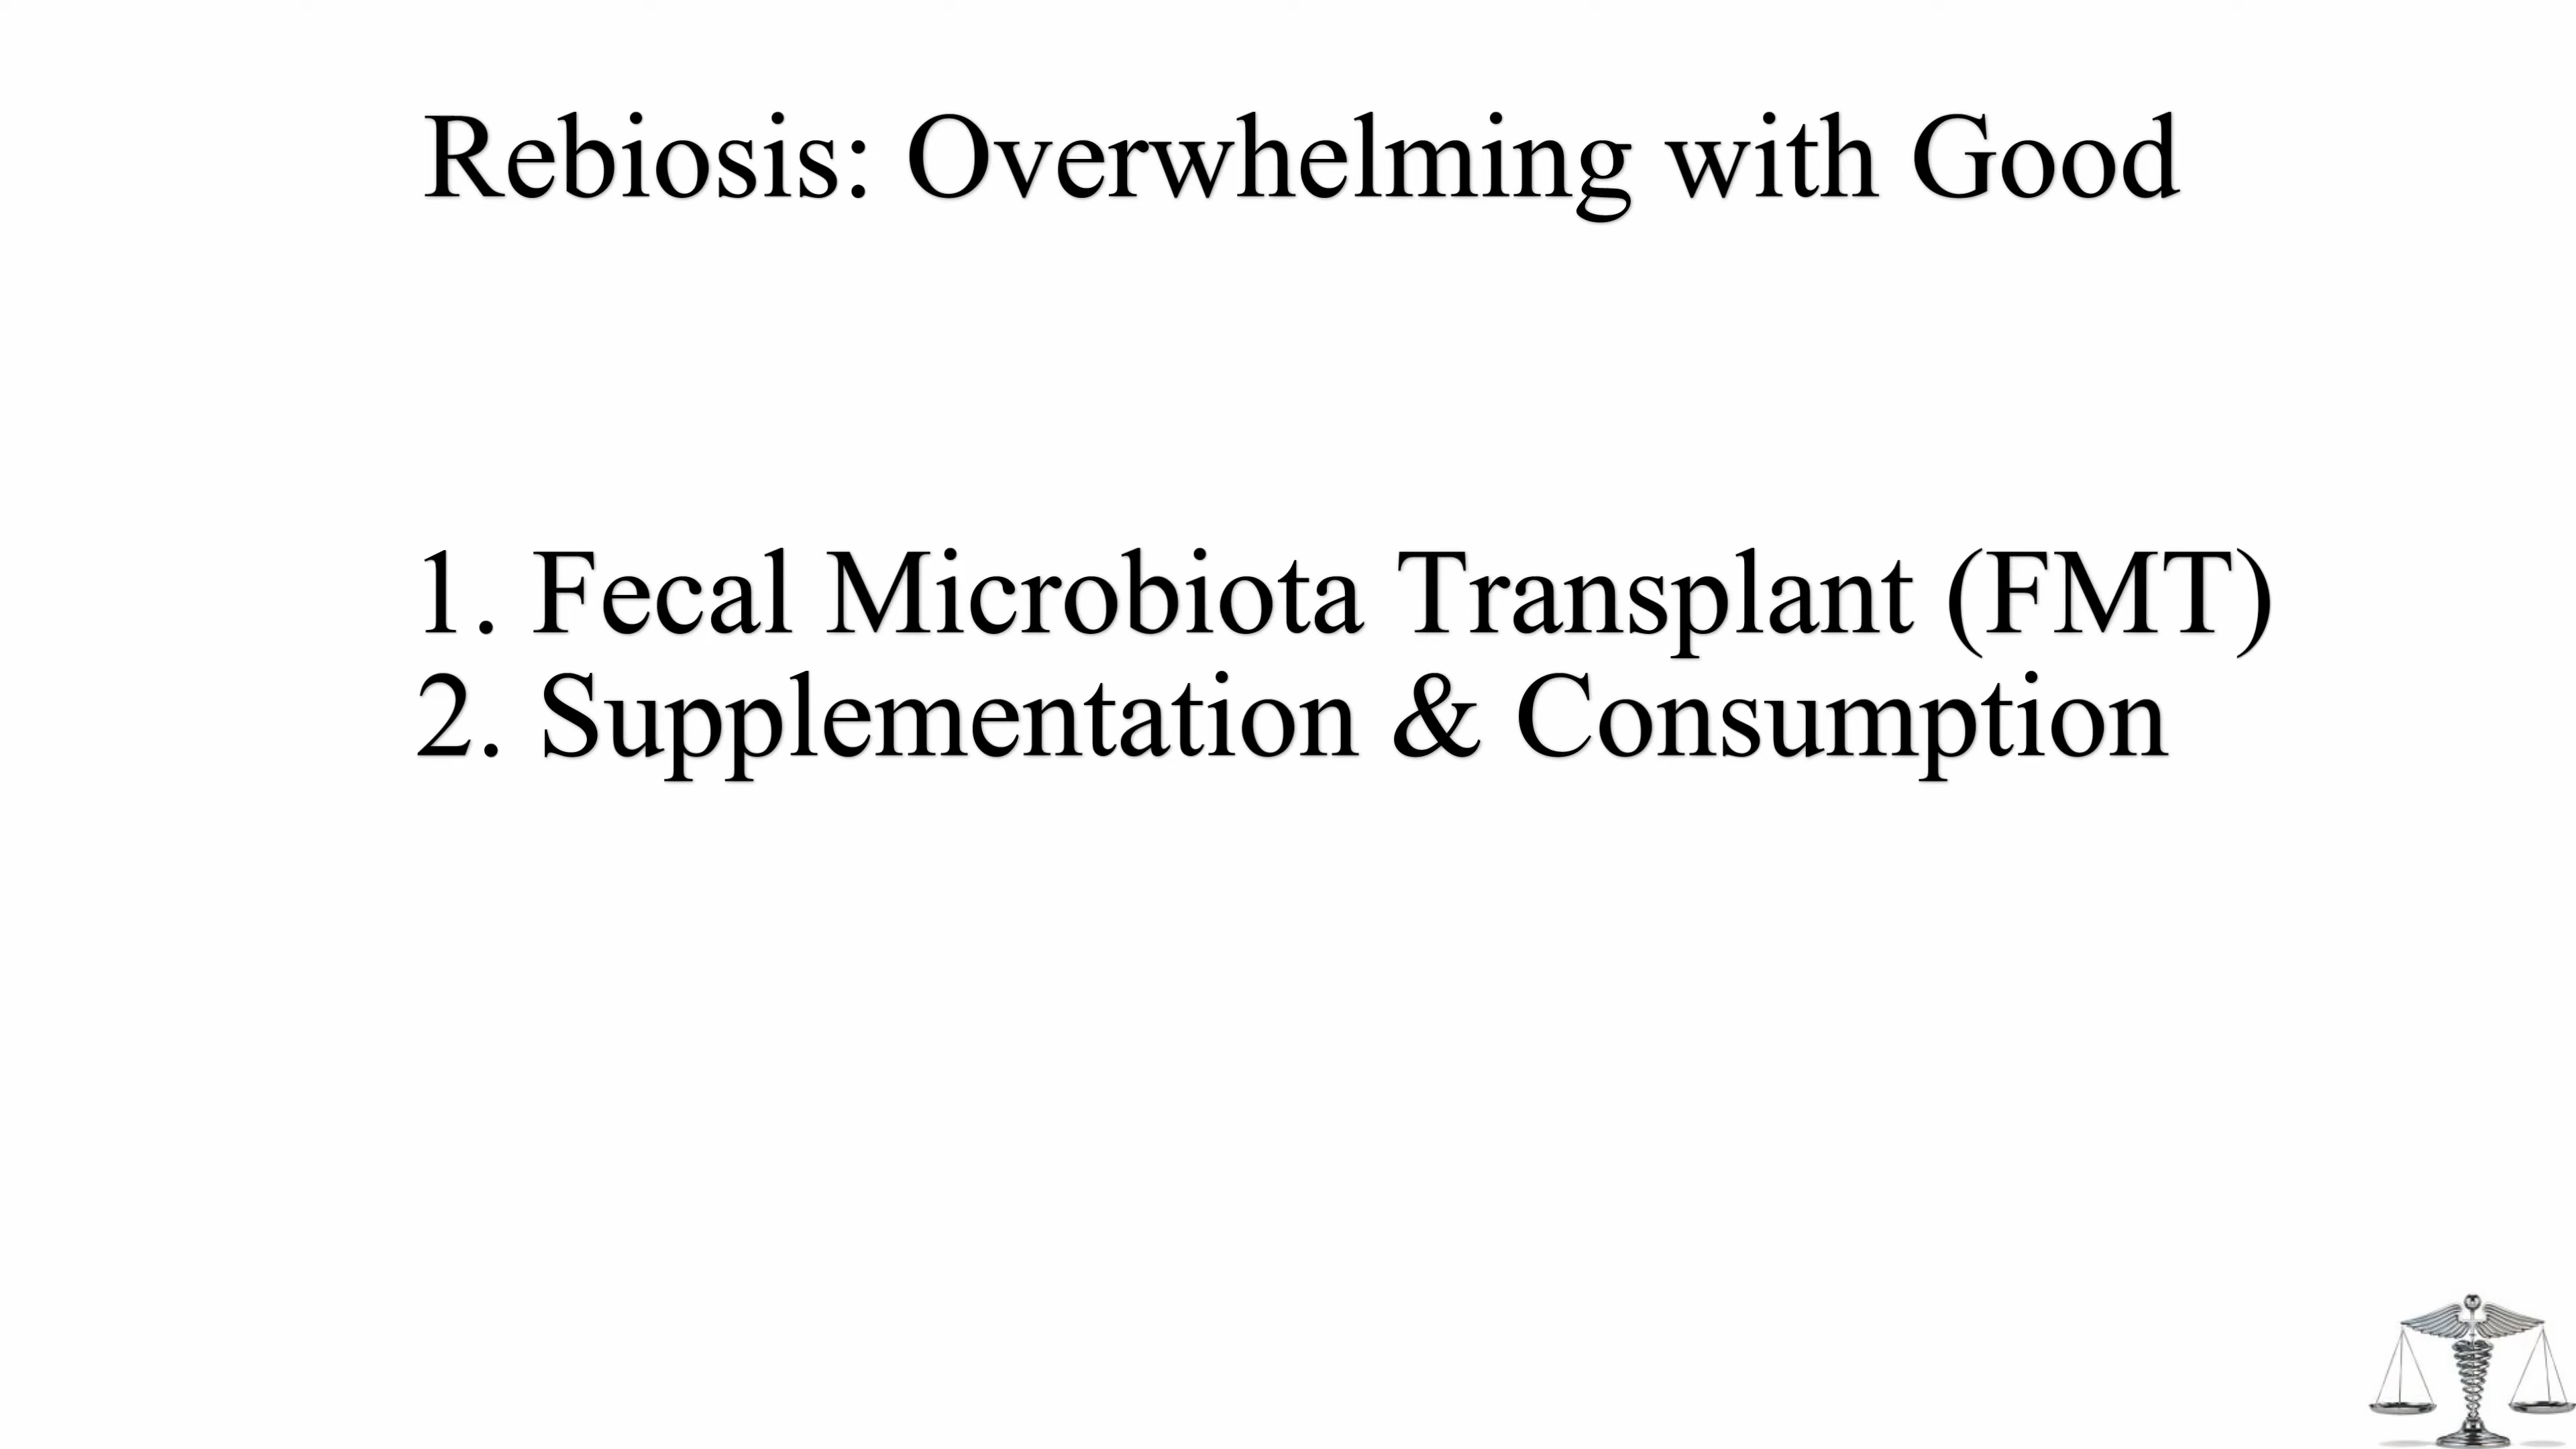 Rebiosis: Overwhelming with Good
1. Fecal Microbiota Transplant (FMT)
2. Supplementation & Consumption